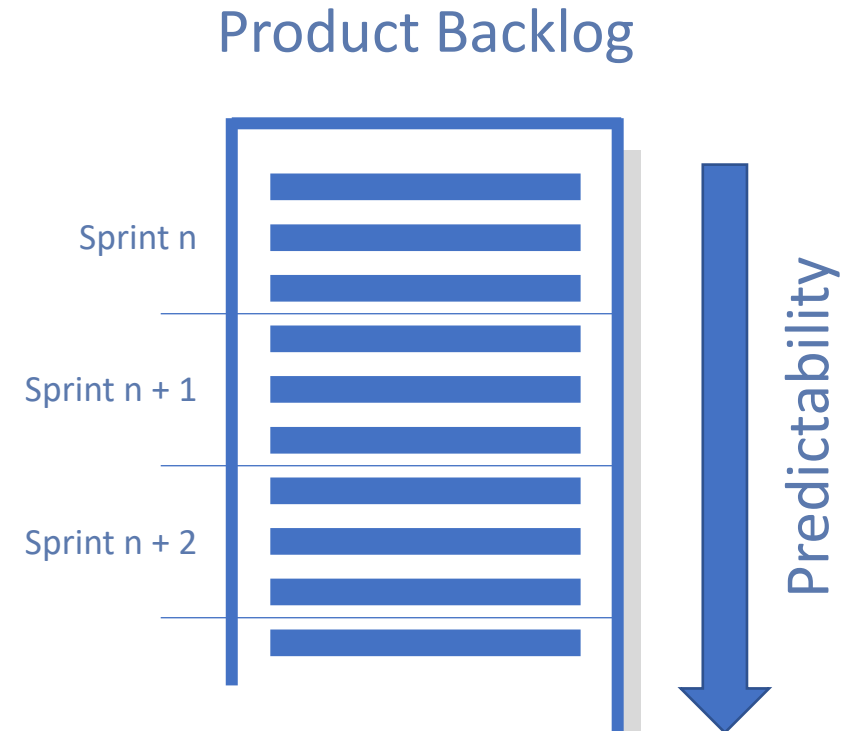 Product Backlog
Sprint n
Sprint n + 1
Sprint n + 2
Predictability